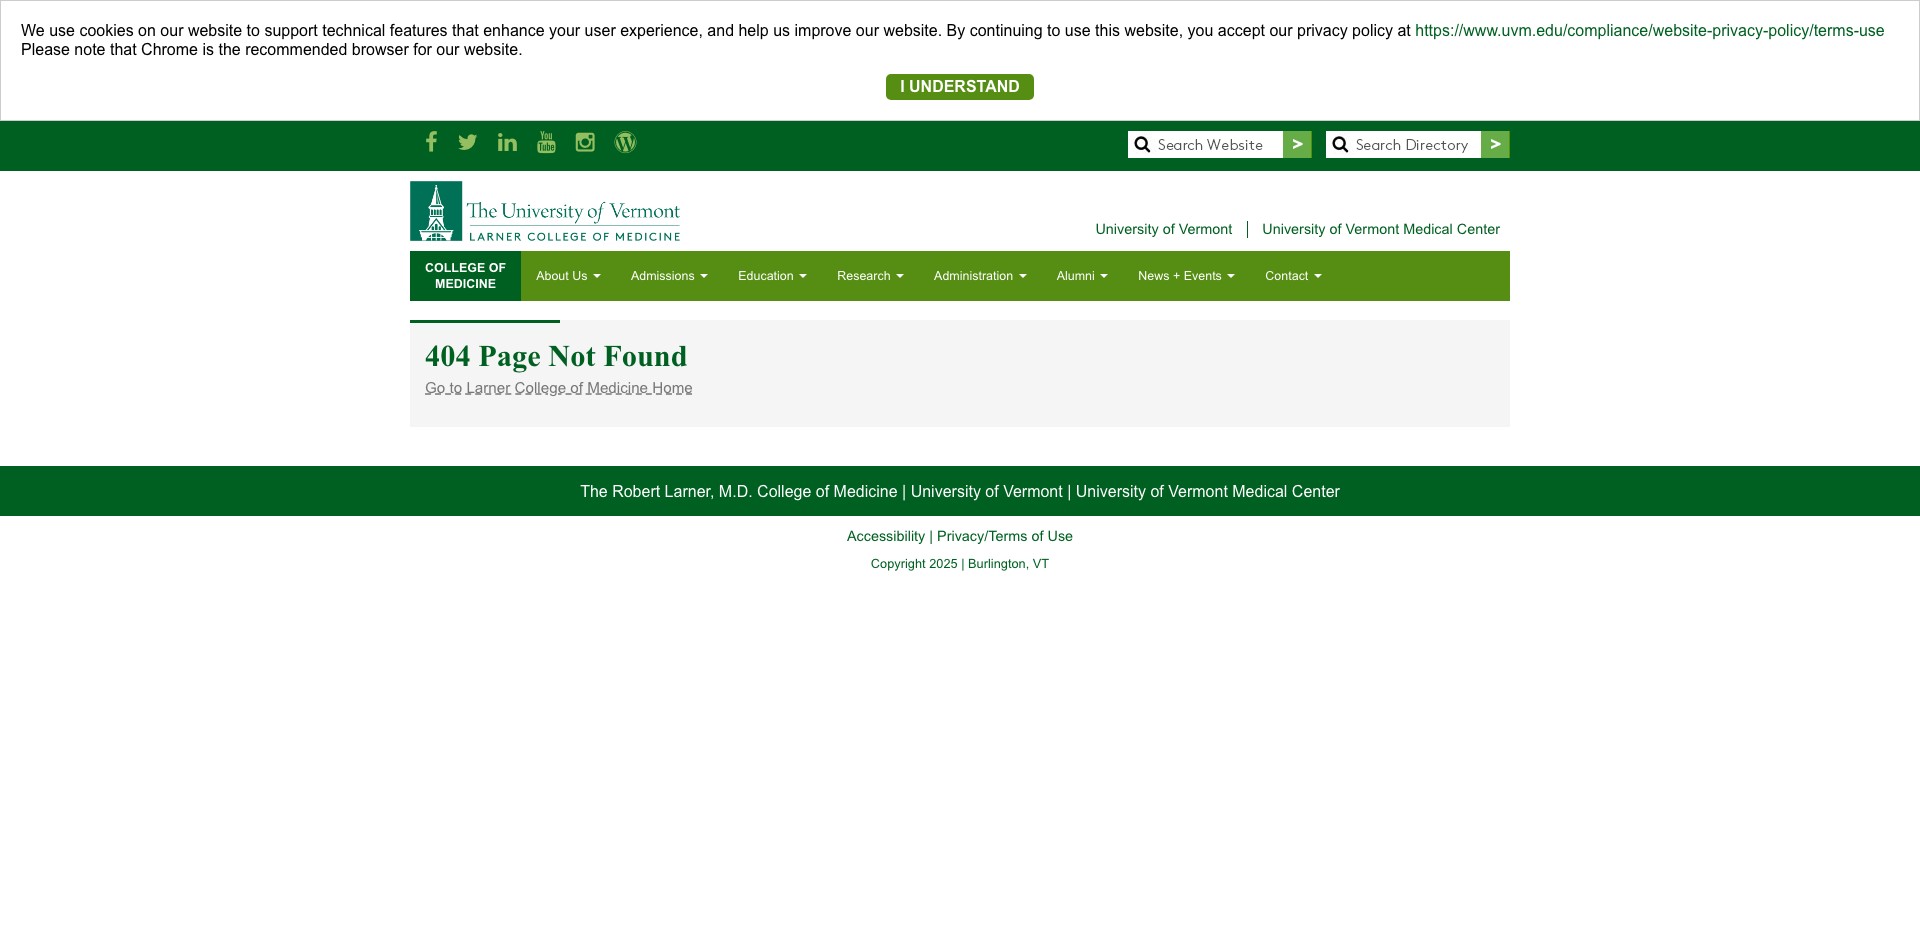 We use cookies on our website to support technical features that enhance your user experience, and help us improve our website. By continuing to use this website, you accept our privacy policy at https://www.uvm.edu/compliance/website-privacy-policy/terms-use
Please note that Chrome is the recommended browser for our website.
I UNDERSTAND
You
Tube
Search Website >
Search Directory >
The University of Vermont
LARNER COLLEGE OF MEDICINE
University of Vermont
University of Vermont Medical Center
COLLEGE OF
MEDICINE
About Us
Admissions
Education
Research
Administration
Alumni
News + Events
Contact
404 Page Not Found
Go to Larner College of Medicine Home
The Robert Larner, M.D. College of Medicine | University of Vermont | University of Vermont Medical Center
Accessibility | Privacy/Terms of Use
Copyright 2025 | Burlington, VT